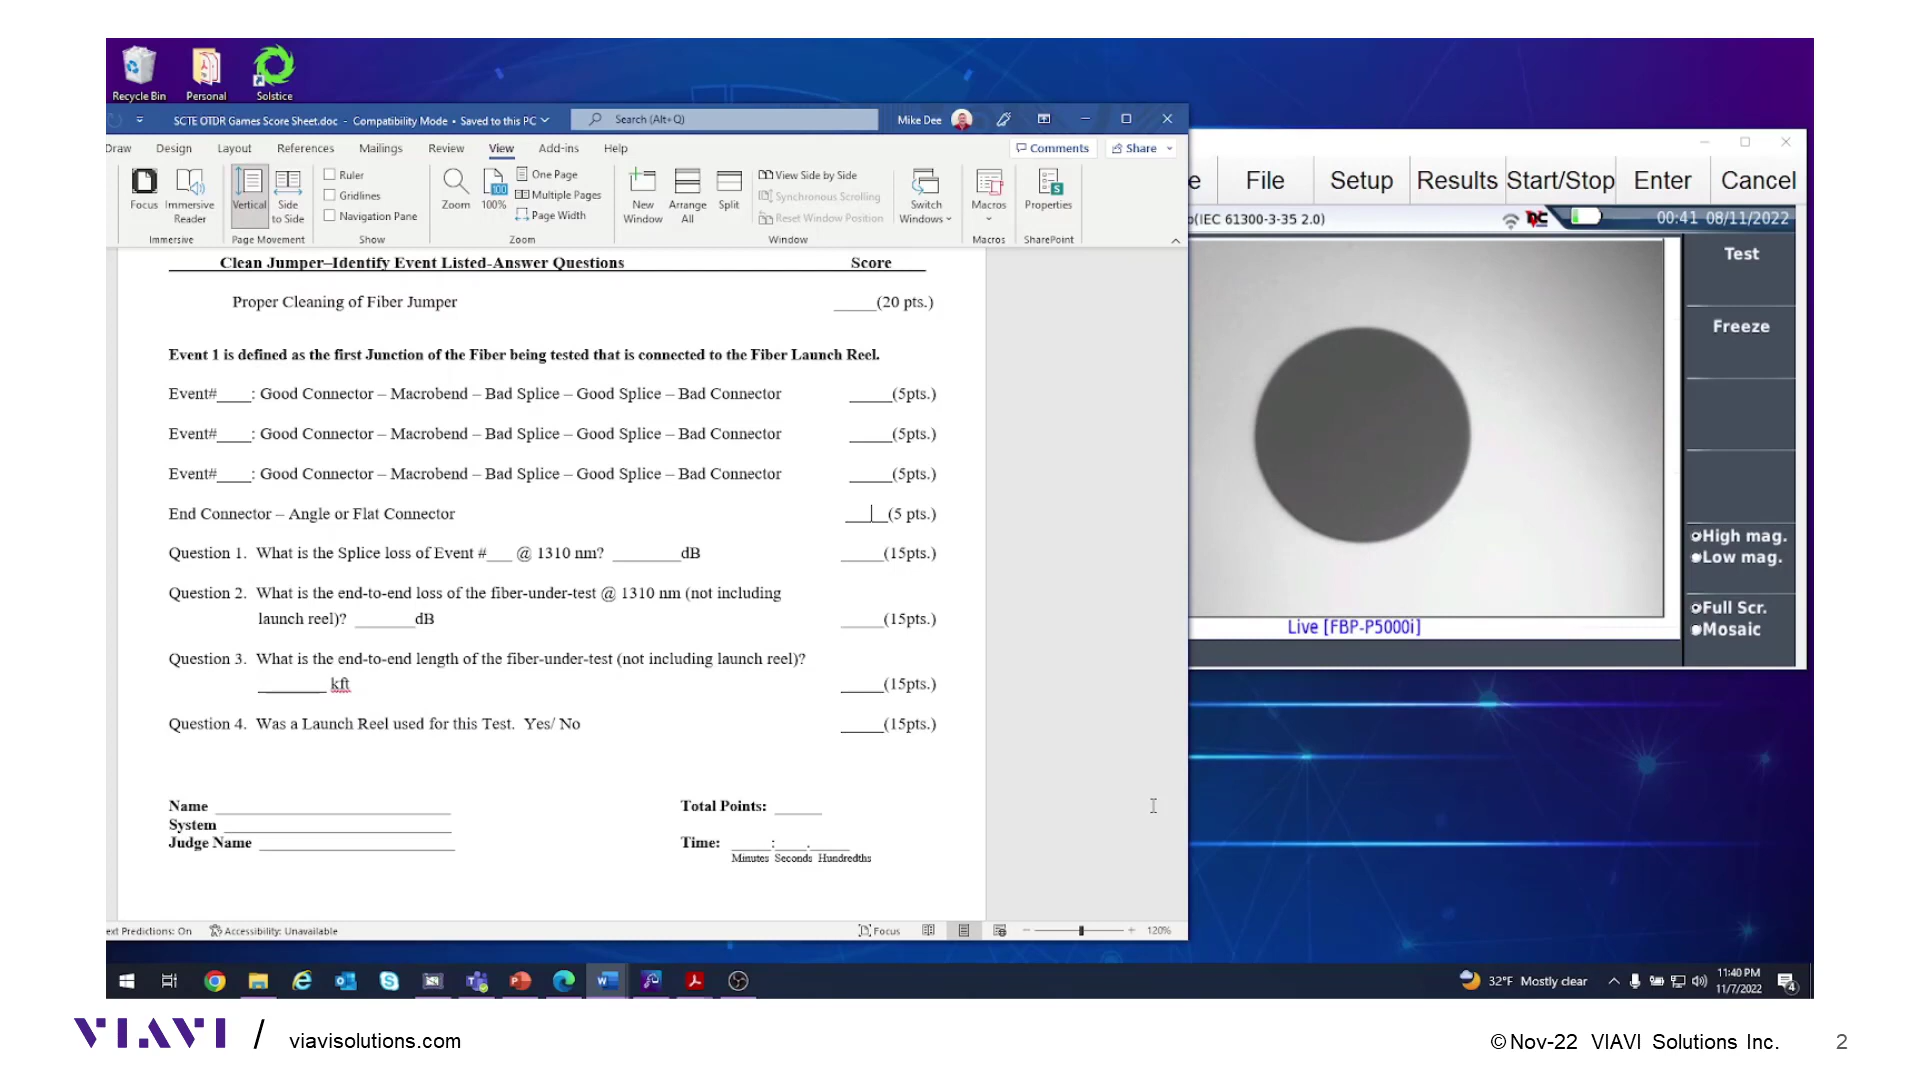 Recycle Bin
Personal
Solstice
SCTE OTDR Games Score Sheet.doc - Compatibility Mode • Saved to this PC
Search (Alt+Q)
Mike Dee
Draw Design Layout References Mailings Review View Add-ins Help
Comments
Share
Focus
Immersive Reader
Immersive
Vertical
Side to Side
Page Movement
Ruler
Gridlines
Navigation Pane
Show
Zoom
100
100%
One Page
Multiple Pages
Page Width
Zoom
New Window
Arrange All
Split
View Side by Side
Synchronous Scrolling
Reset Window Position
Window
Switch Windows
Macros
Macros
Properties
SharePoint
Clean Jumper–Identify Event Listed-Answer Questions Score
Proper Cleaning of Fiber Jumper _____(20 pts.)
Event 1 is defined as the first Junction of the Fiber being tested that is connected to the Fiber Launch Reel.
Event#____: Good Connector – Macrobend – Bad Splice – Good Splice – Bad Connector _____(5pts.)
Event#____: Good Connector – Macrobend – Bad Splice – Good Splice – Bad Connector _____(5pts.)
Event#____: Good Connector – Macrobend – Bad Splice – Good Splice – Bad Connector _____(5pts.)
End Connector – Angle or Flat Connector _____(5 pts.)
Question 1. What is the Splice loss of Event #___ @ 1310 nm? ________dB _____(15pts.)
Question 2. What is the end-to-end loss of the fiber-under-test @ 1310 nm (not including
launch reel)? _______dB _____(15pts.)
Question 3. What is the end-to-end length of the fiber-under-test (not including launch reel)?
________ kft _____(15pts.)
Question 4. Was a Launch Reel used for this Test. Yes/ No _____(15pts.)
Name
System
Judge Name
Total Points: ______
Time: _____:____._____
Minutes Seconds Hundredths
ext Predictions: On
Accessibility: Unavailable
Focus
120%
e File Setup Results Start/Stop Enter Cancel
(IEC 61300-3-35 2.0)
DC
00:41 08/11/2022
Test
Freeze
High mag.
Low mag.
Full Scr.
Mosaic
Live [FBP-P5000i]
32°F Mostly clear
11:40 PM
11/7/2022
4
VIAVI / viavisolutions.com
© Nov-22 VIAVI Solutions Inc. 2